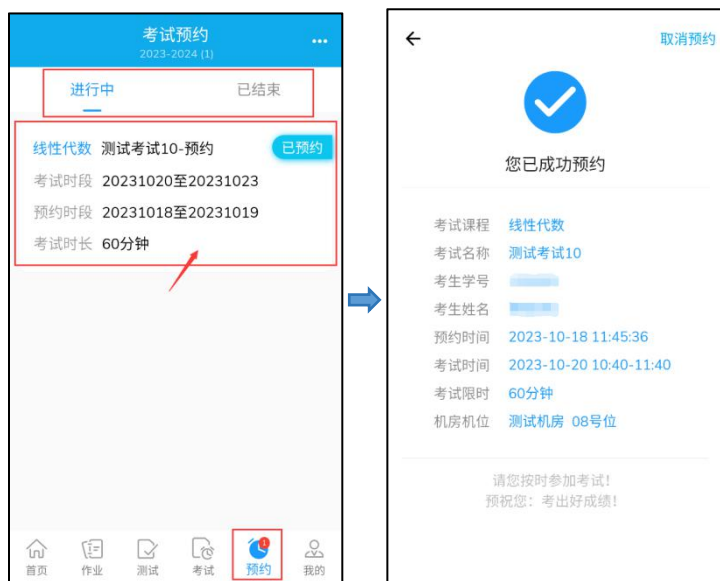 考试预约
2023-2024 (1)
进行中
已结束
线性代数 测试考试10-预约
已预约
考试时段 20231020至20231023
预约时段 20231018至20231019
考试时长 60分钟
首页
作业
测试
考试
1
预约
我的
取消预约
您已成功预约
考试课程 线性代数
考试名称 测试考试10
考生学号
考生姓名
预约时间 2023-10-18 11:45:36
考试时间 2023-10-20 10:40-11:40
考试限时 60分钟
机房机位 测试机房 08号位
请您按时参加考试!
预祝您：考出好成绩!